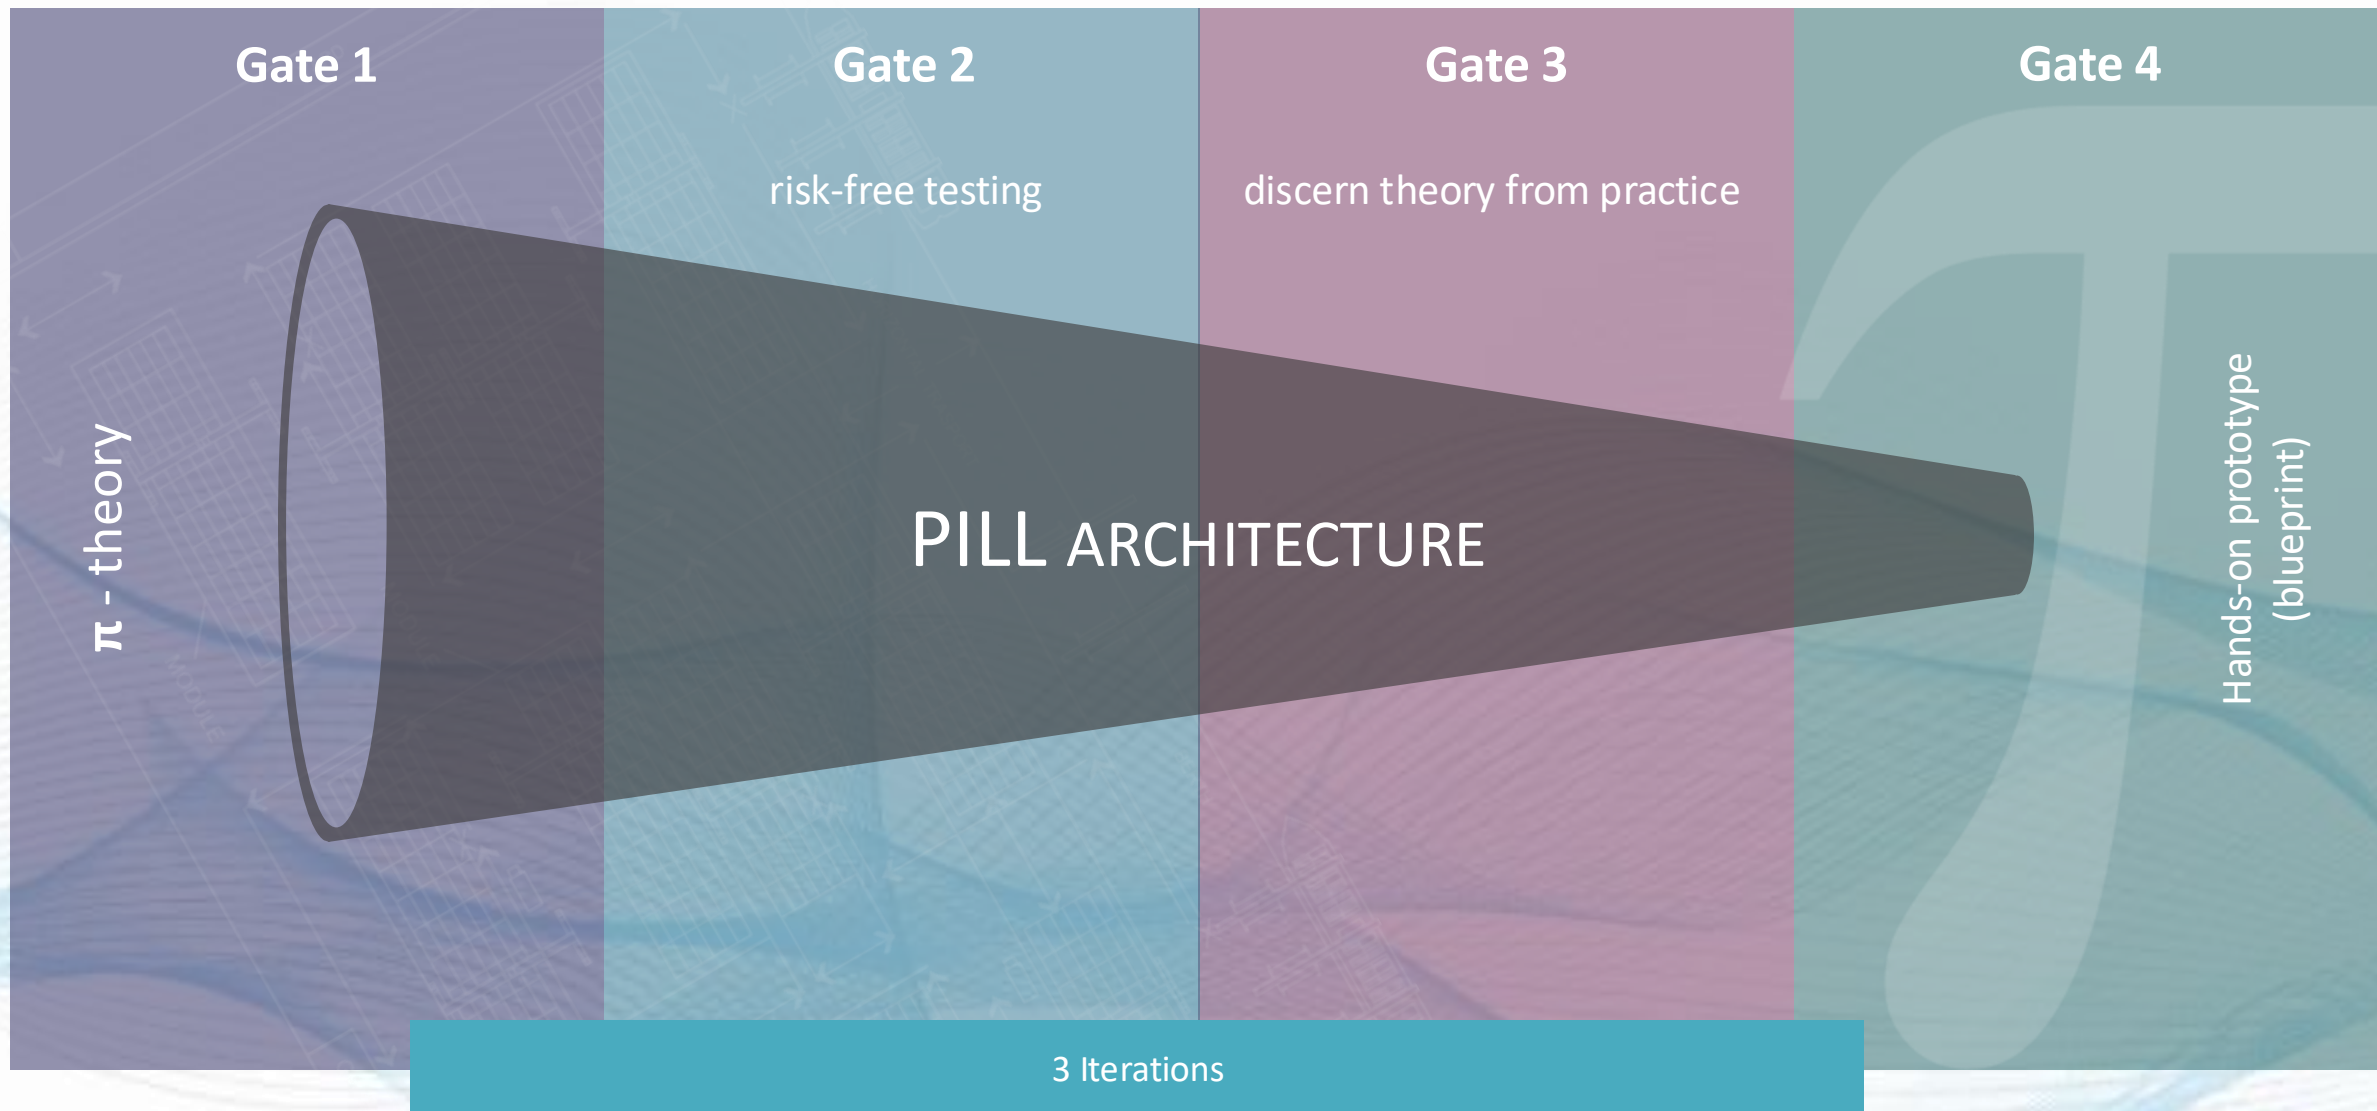 Gate 1
Gate 2
Gate 3
Gate 4
risk-free testing
discern theory from practice
π - theory
PILL ARCHITECTURE
Hands-on prototype
(blueprint)
MODULE
3 Iterations